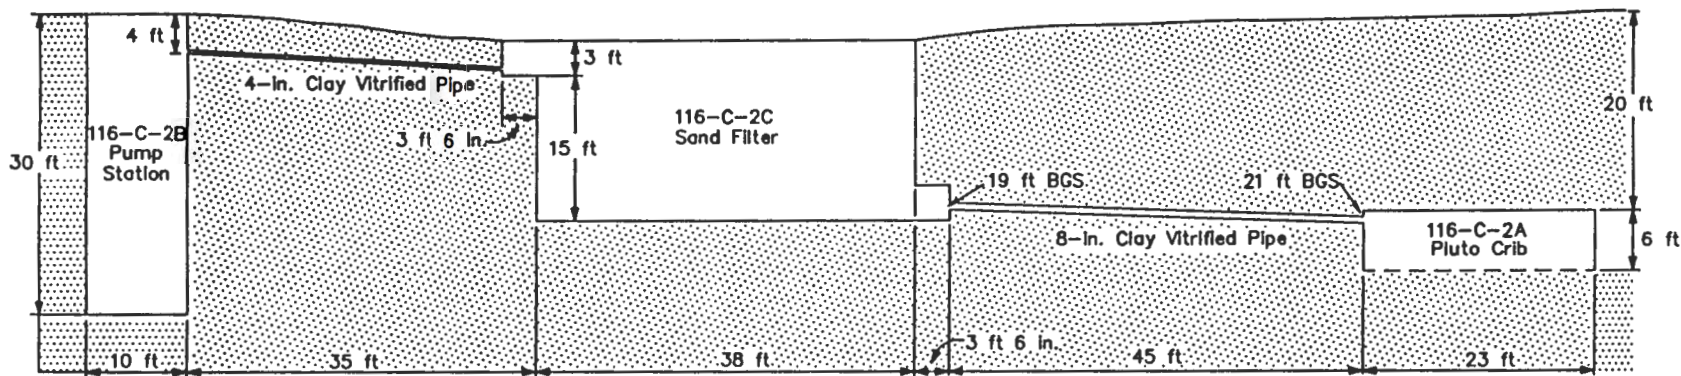 4 ft
30 ft
116-C-2B
Pump
Station
4-in. Clay Vitrified Pipe
3 ft 6 in.
3 ft
15 ft
116-C-2C
Sand Filter
19 ft BGS
21 ft BGS
8-in. Clay Vitrified Pipe
20 ft
116-C-2A
Pluto Crib
6 ft
10 ft
35 ft
38 ft
3 ft 6 in.
45 ft
23 ft